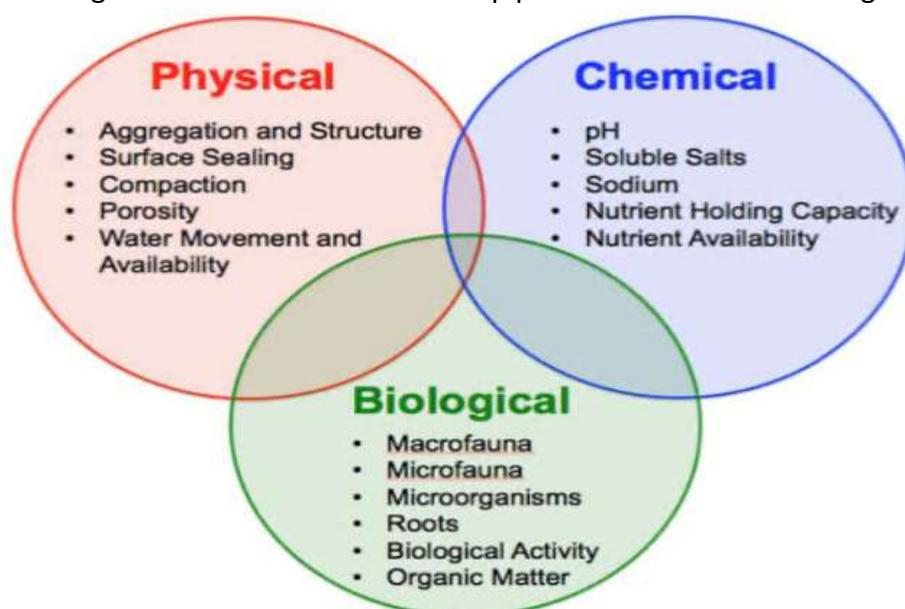 Physical
• Aggregation and Structure
• Surface Sealing
• Compaction
• Porosity
• Water Movement and
Availability
Chemical
• pH
• Soluble Salts
• Sodium
• Nutrient Holding Capacity
• Nutrient Availability
Biological
• Macrofauna
• Microfauna
• Microorganisms
• Roots
• Biological Activity
• Organic Matter